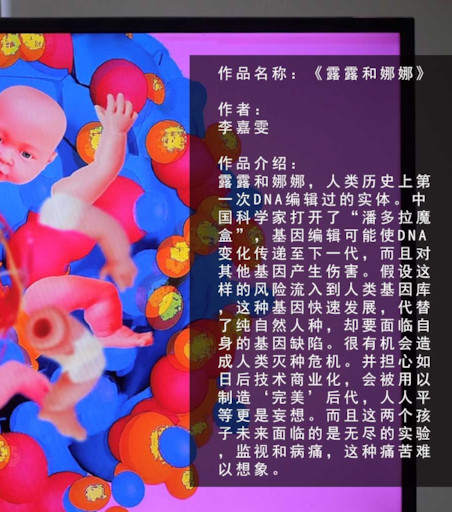 作品名称：《露露和娜娜》
作者：
李嘉雯
作品介绍：
露露和娜娜，人类历史上第
一次DNA编辑过的实体。中
国科学家打开了“潘多拉魔
盒”，基因编辑可能使DNA
变化传递至下一代，而且对
其他基因产生伤害。假设这
样的风险流入到人类基因库
，这种基因快速发展，代替
了纯自然人种，却要面临自
身的基因缺陷。很有机会造
成人类灭种危机。并担心如
日后技术商业化，会被用以
制造‘完美’后代，人人平
等更是妄想。而且这两个孩
子未来面临的是无尽的实验
，监视和病痛，这种痛苦难
以想象。